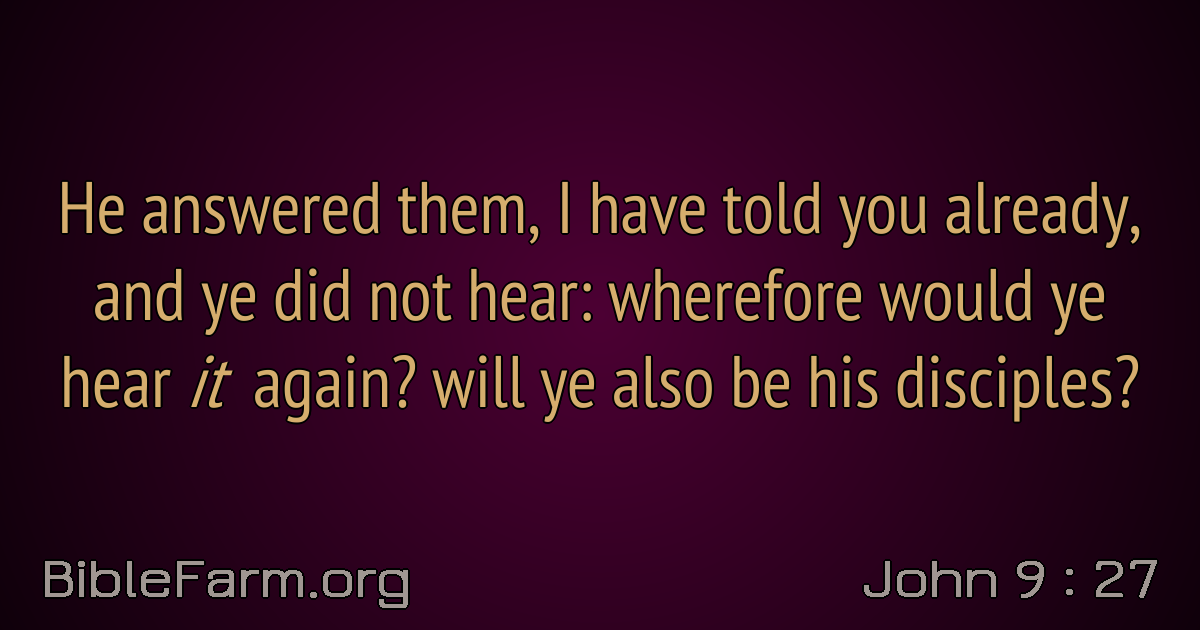 He answered them, I have told you already,
and ye did not hear: wherefore would ye
hear it again? will ye also be his disciples?
BibleFarm.org
John 9 : 27